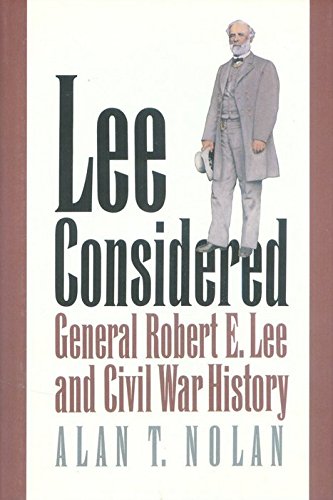 Lee
Considered
General Robert E. Lee
and Civil War History
ALAN T. NOLAN